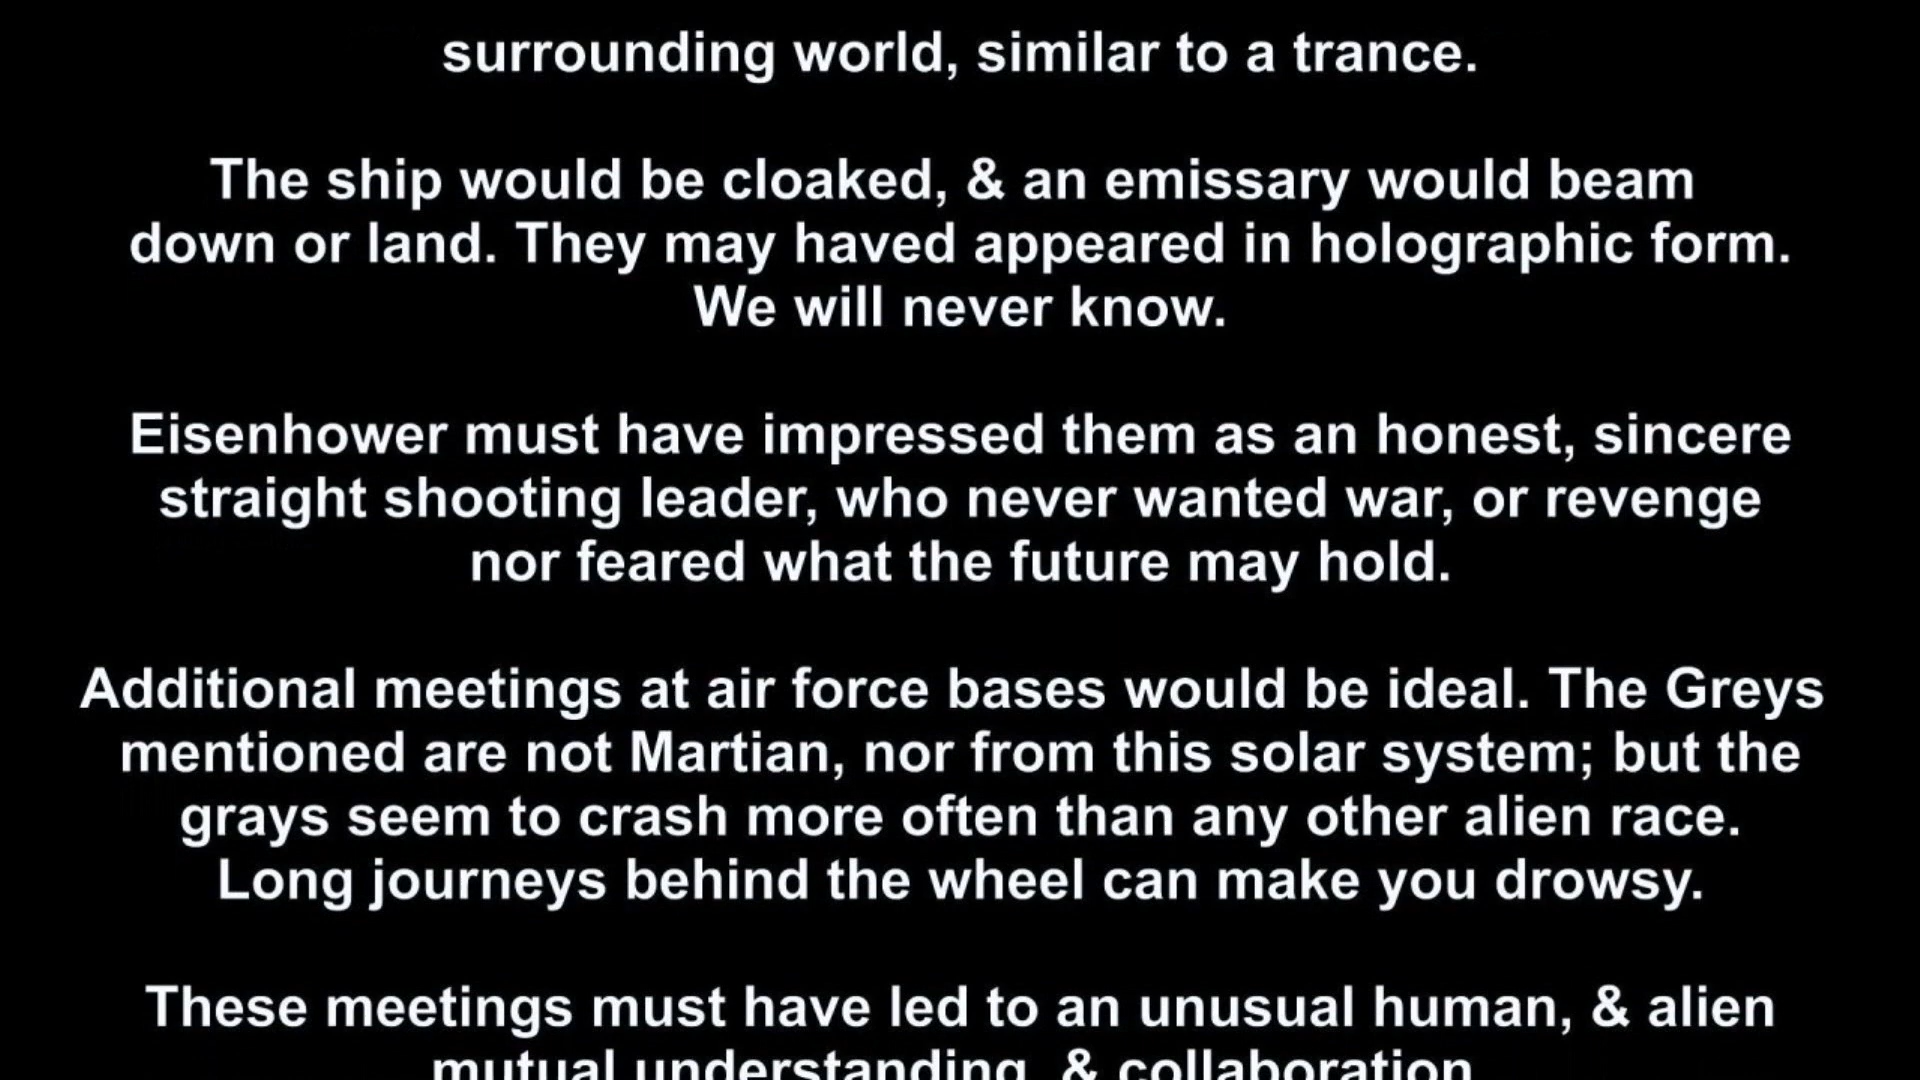 surrounding world, similar to a trance.
The ship would be cloaked, & an emissary would beam
down or land. They may haved appeared in holographic form.
We will never know.
Eisenhower must have impressed them as an honest, sincere
straight shooting leader, who never wanted war, or revenge
nor feared what the future may hold.
Additional meetings at air force bases would be ideal. The Greys
mentioned are not Martian, nor from this solar system; but the
grays seem to crash more often than any other alien race.
Long journeys behind the wheel can make you drowsy.
These meetings must have led to an unusual human, & alien
mutual understanding, & collaboration